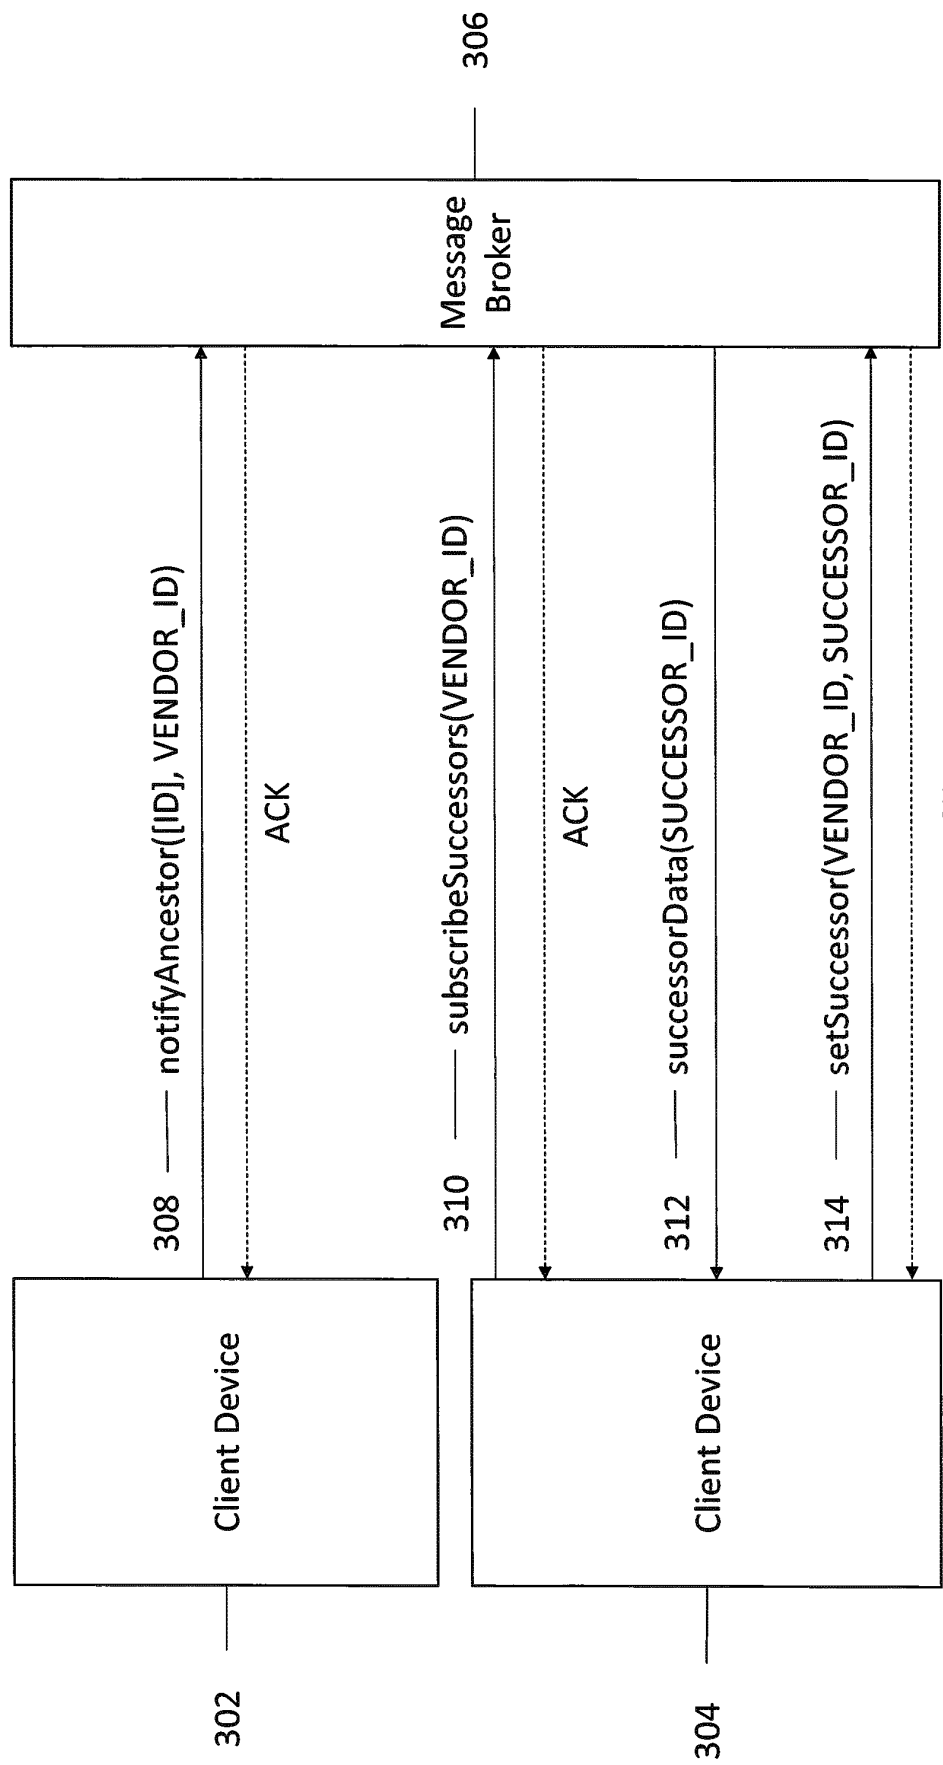 302
Client Device
308
notifyAncestor([ID], VENDOR_ID)
ACK
Message
Broker
306
304
Client Device
310
subscribeSuccessors(VENDOR_ID)
ACK
312
successorData(SUCCESSOR_ID)
314
setSuccessor(VENDOR_ID, SUCCESSOR_ID)